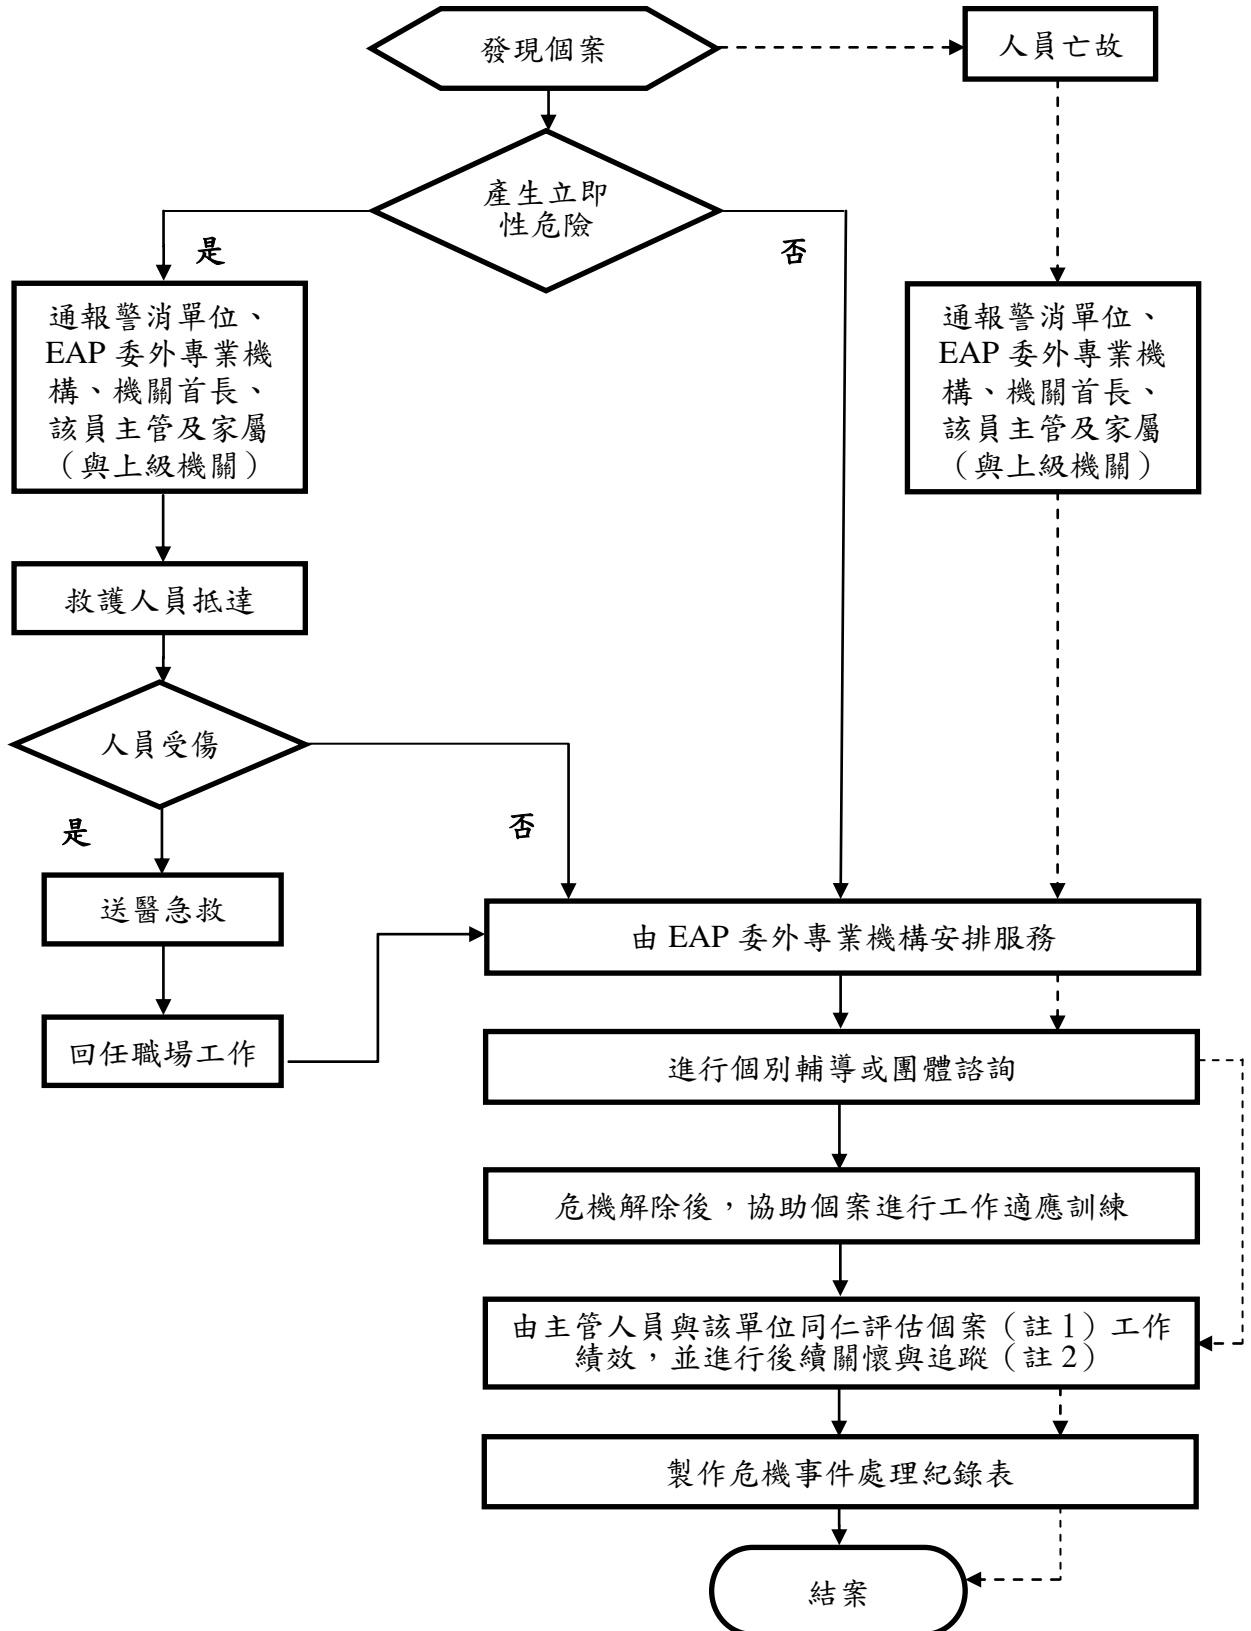 發現個案
人員亡故
產生立即
性危險
是
否
通報警消單位、
EAP 委外專業機
構、機關首長、
該員主管及家屬
（與上級機關）
通報警消單位、
EAP 委外專業機
構、機關首長、
該員主管及家屬
（與上級機關）
救護人員抵達
人員受傷
是
否
送醫急救
由 EAP 委外專業機構安排服務
回任職場工作
進行個別輔導或團體諮詢
危機解除後，協助個案進行工作適應訓練
由主管人員與該單位同仁評估個案（註 1）工作
績效，並進行後續關懷與追蹤（註 2）
製作危機事件處理紀錄表
結案